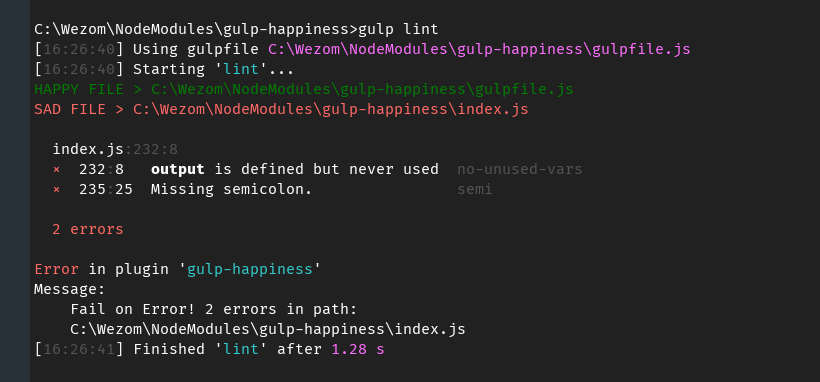 C:\Wezom\NodeModules\gulp-happiness>gulp lint
[16:26:40] Using gulpfile C:\Wezom\NodeModules\gulp-happiness\gulpfile.js
[16:26:40] Starting 'lint'...
HAPPY FILE > C:\Wezom\NodeModules\gulp-happiness\gulpfile.js
SAD FILE > C:\Wezom\NodeModules\gulp-happiness\index.js
index.js:232:8
× 232:8 output is defined but never used no-unused-vars
× 235:25 Missing semicolon. semi
2 errors
Error in plugin 'gulp-happiness'
Message:
Fail on Error! 2 errors in path:
C:\Wezom\NodeModules\gulp-happiness\index.js
[16:26:41] Finished 'lint' after 1.28 s